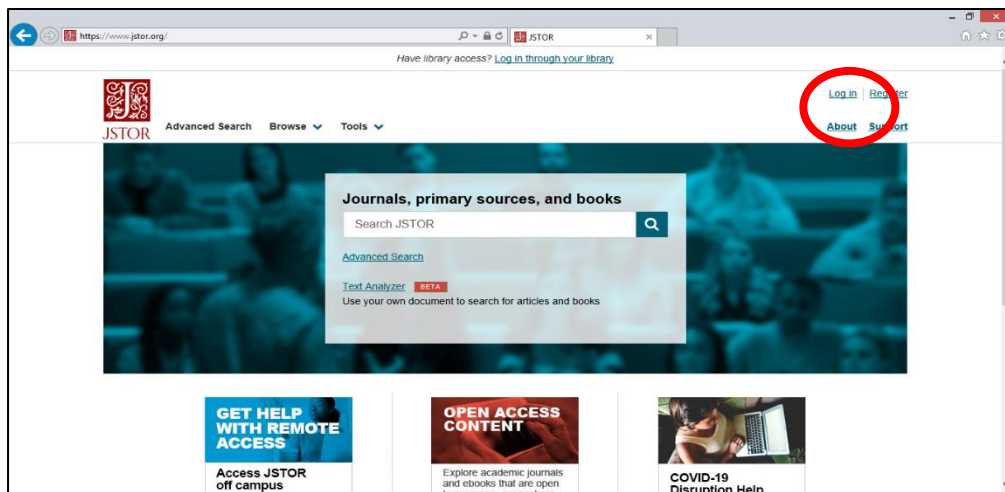 https://www.jstor.org/
JSTOR
Have library access? Log in through your library
Log in Register
JSTOR
Advanced Search Browse Tools
About Support
Journals, primary sources, and books
Search JSTOR
Advanced Search
Text Analyzer BETA
Use your own document to search for articles and books
GET HELP
WITH REMOTE
ACCESS
Access JSTOR
off campus
OPEN ACCESS
CONTENT
Explore academic journals
and ebooks that are open
COVID-19
Disruption Help